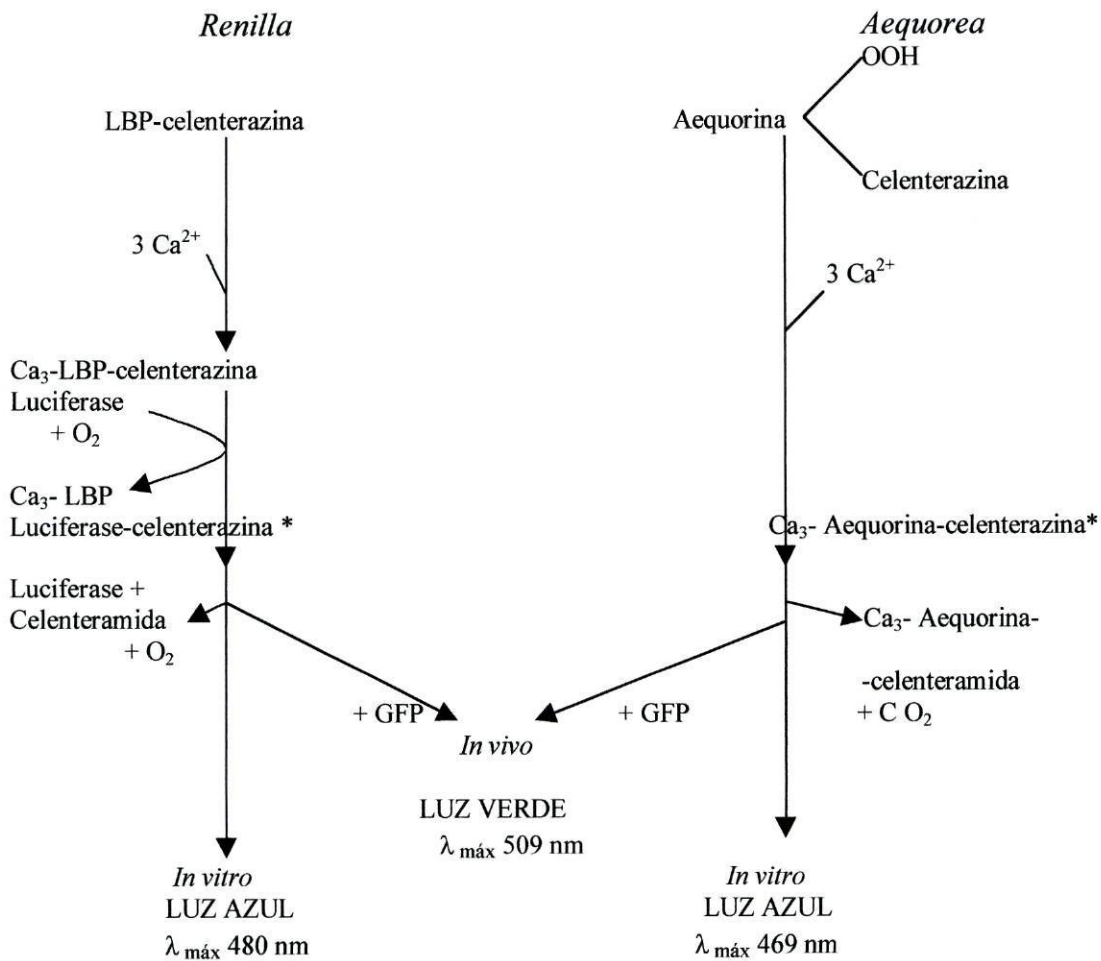 Renilla
Aequorea
OOH
LBP-celenterazina
Aequorina
Celenterazina
3 Ca²⁺
3 Ca²⁺
Ca₃-LBP-celenterazina
Luciferase
+ O₂
Ca₃- LBP
Luciferase-celenterazina *
Ca₃- Aequorina-celenterazina*
Luciferase +
Celenteramida
+ O₂
Ca₃- Aequorina-
-celenteramida
+ C O₂
+ GFP
+ GFP
In vivo
LUZ VERDE
λ máx 509 nm
In vitro
LUZ AZUL
λ máx 480 nm
In vitro
LUZ AZUL
λ máx 469 nm